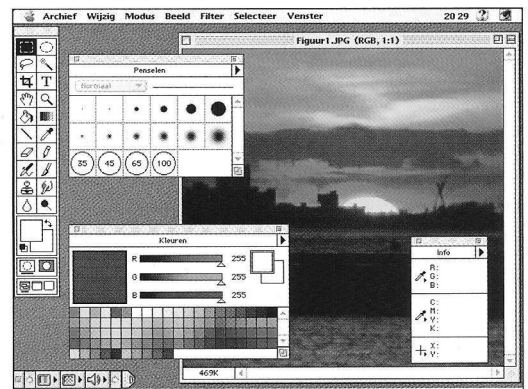 Archief Wijzig Modus Beeld Filter Selecteer Venster 20 29
Figuur1.JPG (RGB, 1:1)
Penselen
Normaal
35 45 65 100
Kleuren
R 255
G 255
B 255
Info
R:
G:
B:
C:
M:
Y:
K:
X:
Y:
469K
T